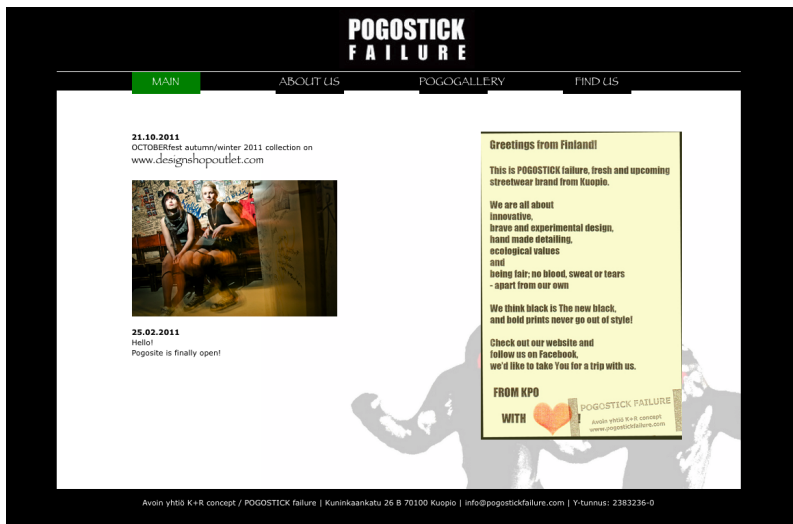 POGOSTICK
FAILURE
MAIN
ABOUT US
POGOGALLERY
FIND US
21.10.2011
OCTOBERfest autumn/winter 2011 collection on
www.designshopoutlet.com
25.02.2011
Hello!
Pogosite is finally open!
Greetings from Finland!
This is POGOSTICK failure, fresh and upcoming
streetwear brand from Kuopio.
We are all about
innovative,
brave and experimental design,
hand made detailing,
ecological values
and
being fair; no blood, sweat or tears
- apart from our own
We think black is The new black,
and bold prints never go out of style!
Check out our website and
follow us on Facebook,
we'd like to take You for a trip with us.
FROM KPO
WITH !
POGOSTICK FAILURE
Avoin yhtiö K+R concept
www.pogostickfailure.com
Avoin yhtiö K+R concept / POGOSTICK failure | Kuninkaankatu 26 B 70100 Kuopio | info@pogostickfailure.com | Y-tunnus: 2383236-0